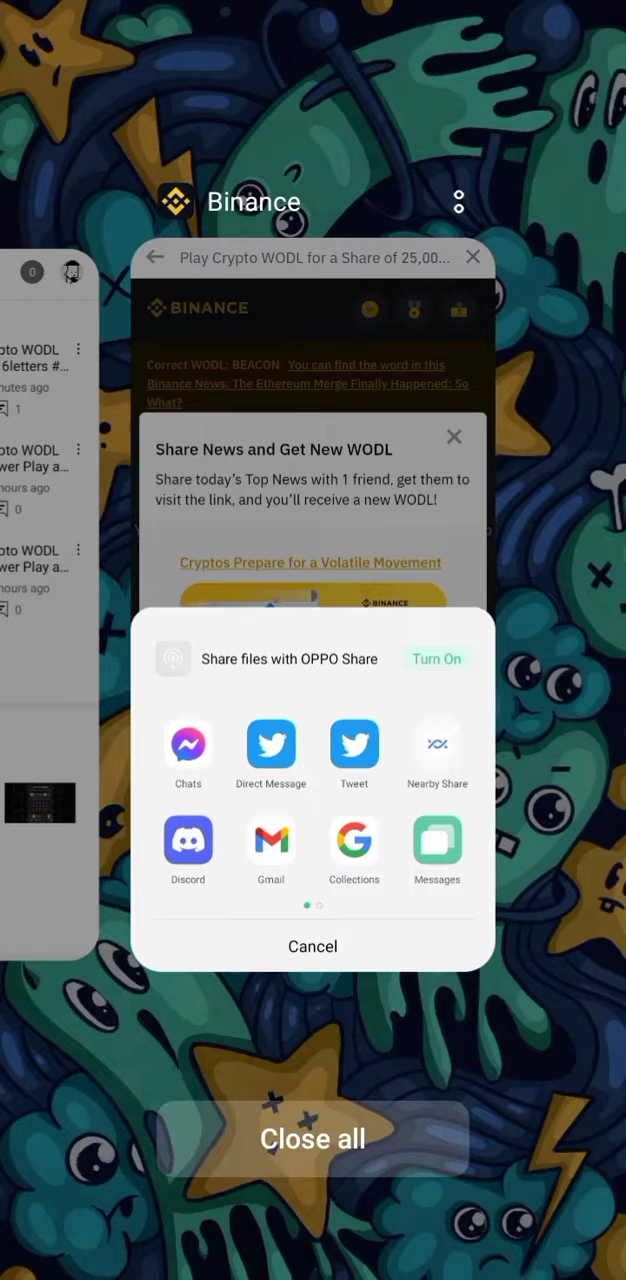 Binance
Play Crypto WODL for a Share of 25,00...
0
BINANCE
Correct WODL: BEACON You can find the word in this
Binance News: The Ethereum Merge Finally Happened: So
What?
pto WODL
6letters #...
nutes ago
1
pto WODL
wer Play a...
hours ago
0
pto WODL
wer Play a...
hours ago
0
Share News and Get New WODL
Share today's Top News with 1 friend, get them to
visit the link, and you'll receive a new WODL!
Cryptos Prepare for a Volatile Movement
BINANCE
Share files with OPPO Share Turn On
Chats Direct Message Tweet Nearby Share
Discord Gmail Collections Messages
Cancel
Close all